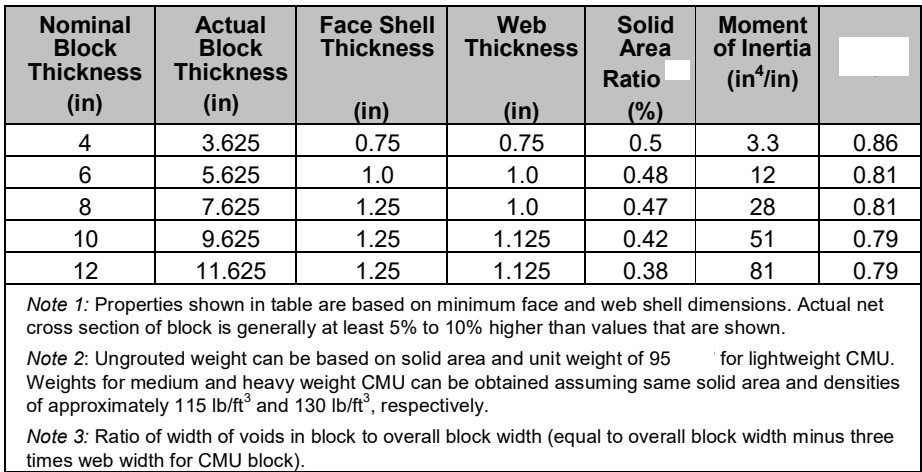 Nominal Block Thickness (in) Actual Block Thickness (in) Face Shell Thickness (in) Web Thickness (in) Solid Area Ratio (%) Moment of Inertia (in⁴/in)
4 3.625 0.75 0.75 0.5 3.3 0.86
6 5.625 1.0 1.0 0.48 12 0.81
8 7.625 1.25 1.0 0.47 28 0.81
10 9.625 1.25 1.125 0.42 51 0.79
12 11.625 1.25 1.125 0.38 81 0.79
Note 1: Properties shown in table are based on minimum face and web shell dimensions. Actual net
cross section of block is generally at least 5% to 10% higher than values that are shown.
Note 2: Ungrouted weight can be based on solid area and unit weight of 95 for lightweight CMU.
Weights for medium and heavy weight CMU can be obtained assuming same solid area and densities
of approximately 115 lb/ft³ and 130 lb/ft³, respectively.
Note 3: Ratio of width of voids in block to overall block width (equal to overall block width minus three
times web width for CMU block).